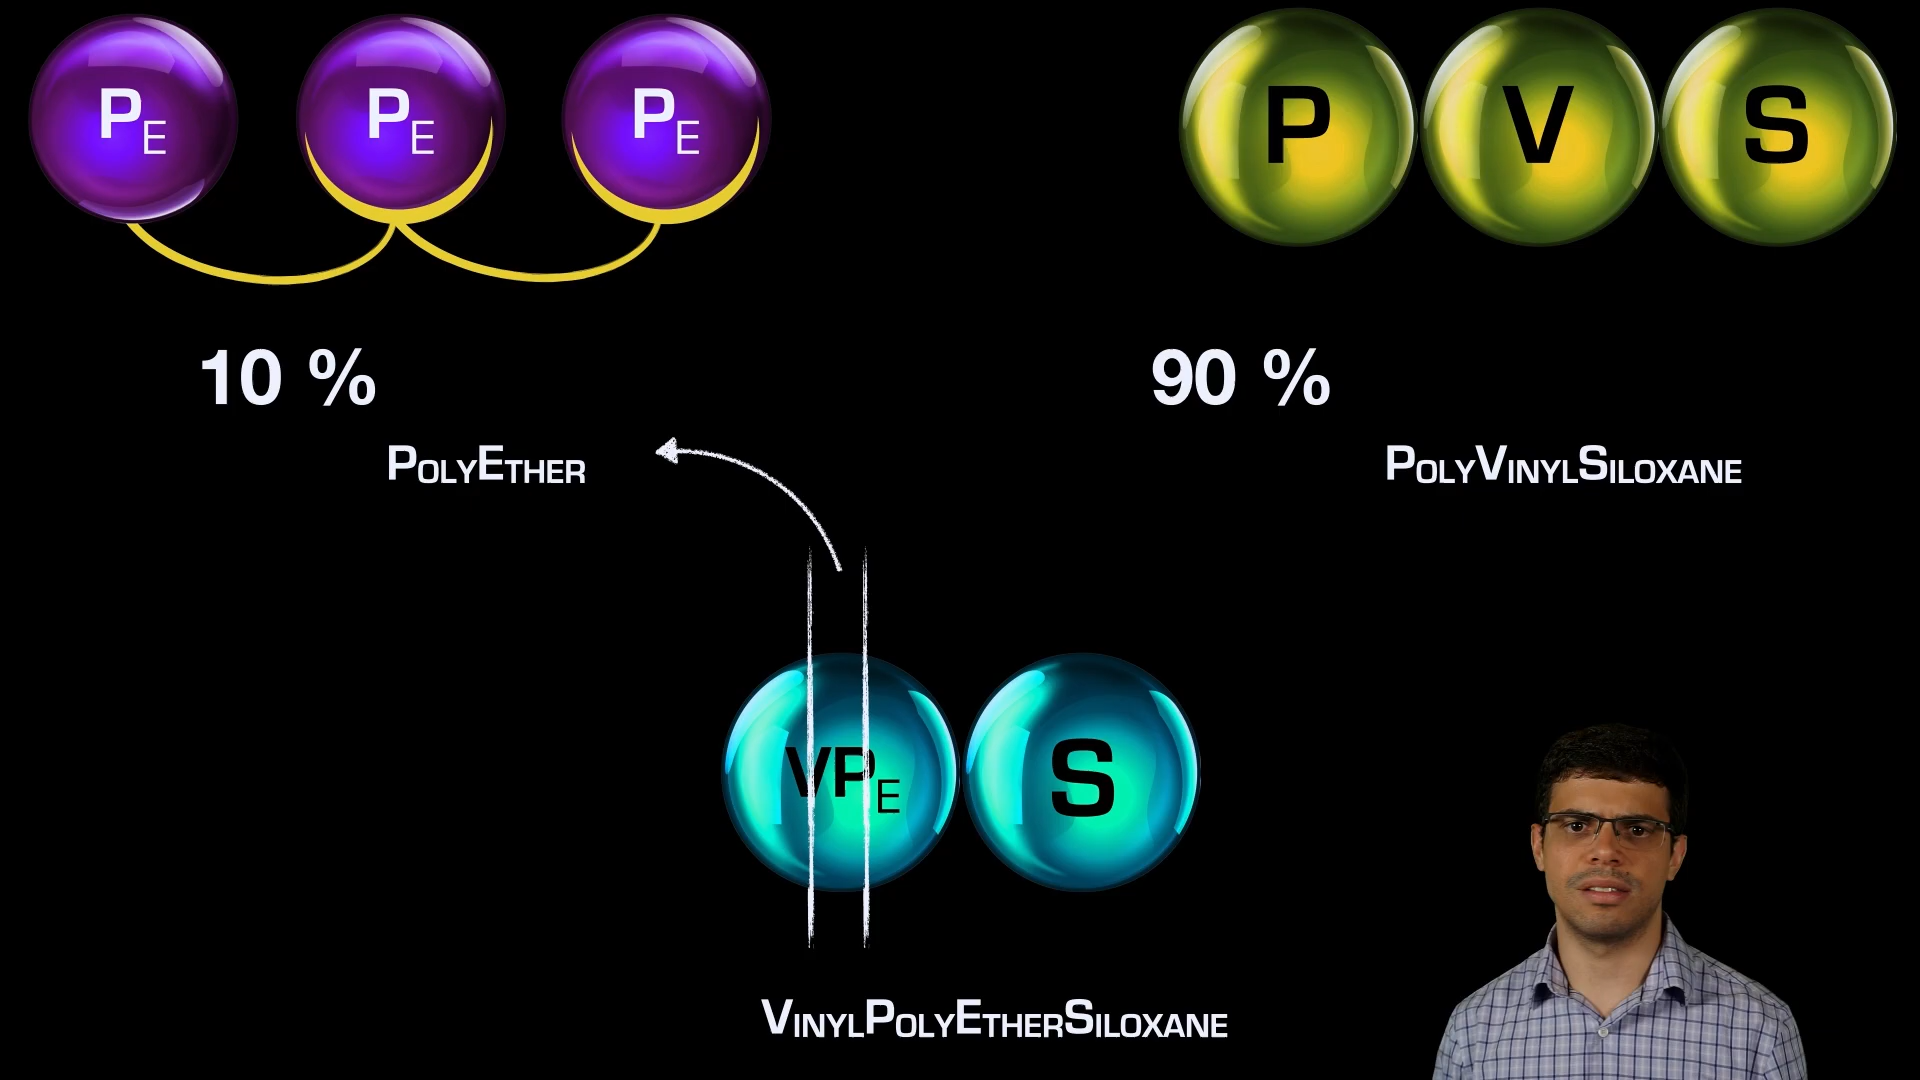 PE PE PE
P V S
10 %
90 %
PolyEther
PolyVinylSiloxane
VPE S
VinylPolyEtherSiloxane